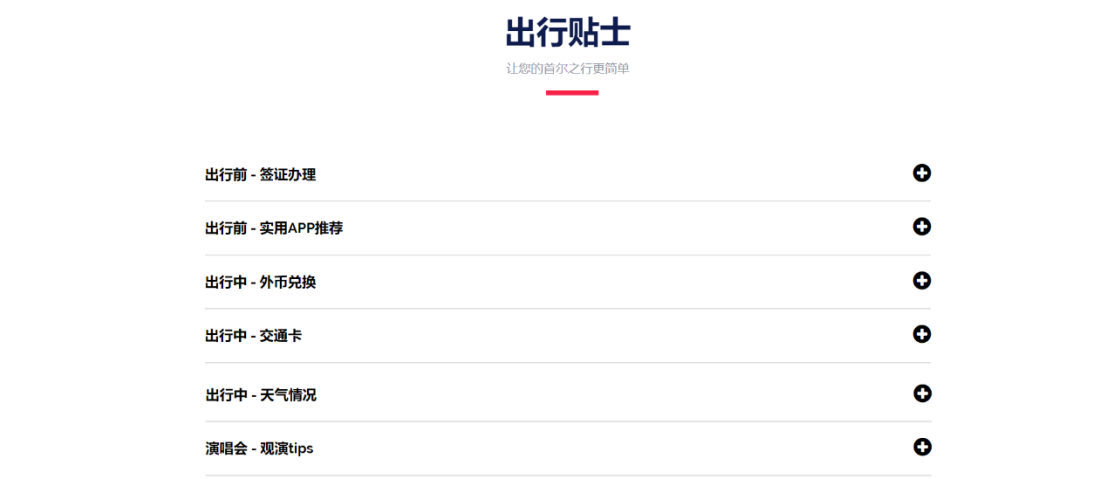 出行贴士
让您的首尔之行更简单
出行前 - 签证办理
出行前 - 实用APP推荐
出行中 - 外币兑换
出行中 - 交通卡
出行中 - 天气情况
演唱会 - 观演tips